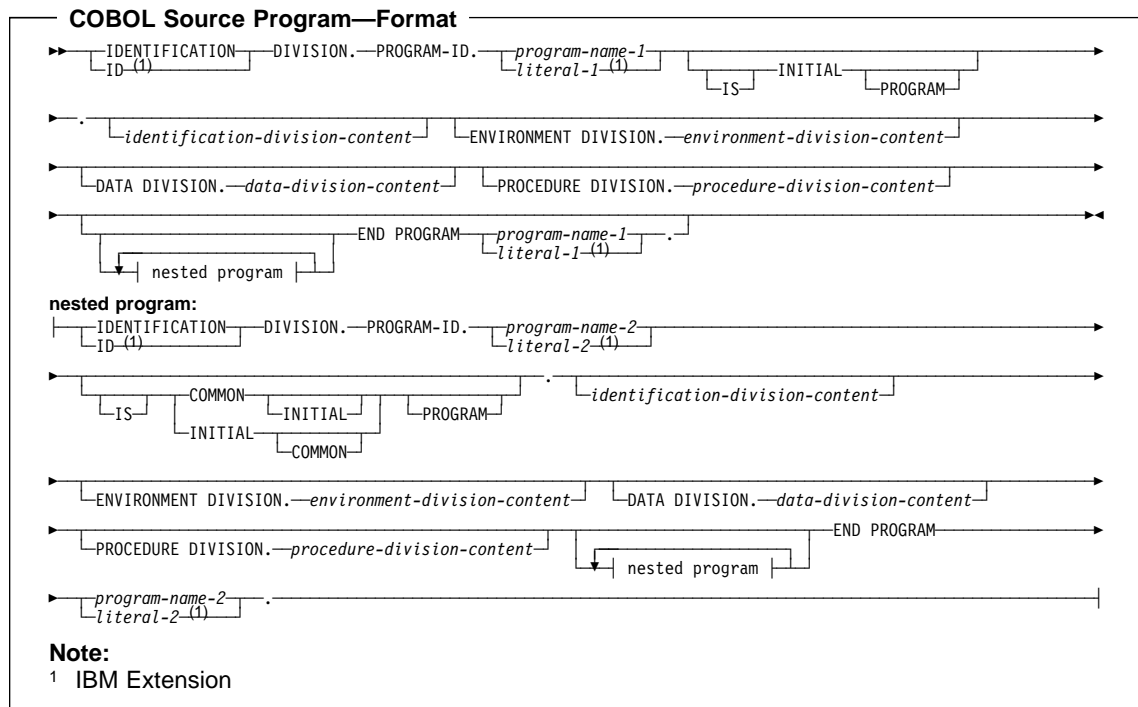 COBOL Source Program—Format
IDENTIFICATION DIVISION. PROGRAM-ID. program-name-1
ID (1) literal-1 (1) INITIAL
IS PROGRAM
. identification-division-content ENVIRONMENT DIVISION. environment-division-content
DATA DIVISION. data-division-content PROCEDURE DIVISION. procedure-division-content
END PROGRAM program-name-1 .
literal-1 (1)
nested program
nested program:
IDENTIFICATION DIVISION. PROGRAM-ID. program-name-2
ID (1) literal-2 (1)
.
IS COMMON PROGRAM identification-division-content
INITIAL
INITIAL
COMMON
ENVIRONMENT DIVISION. environment-division-content DATA DIVISION. data-division-content
PROCEDURE DIVISION. procedure-division-content END PROGRAM
nested program
program-name-2 .
literal-2 (1)
Note:
1 IBM Extension